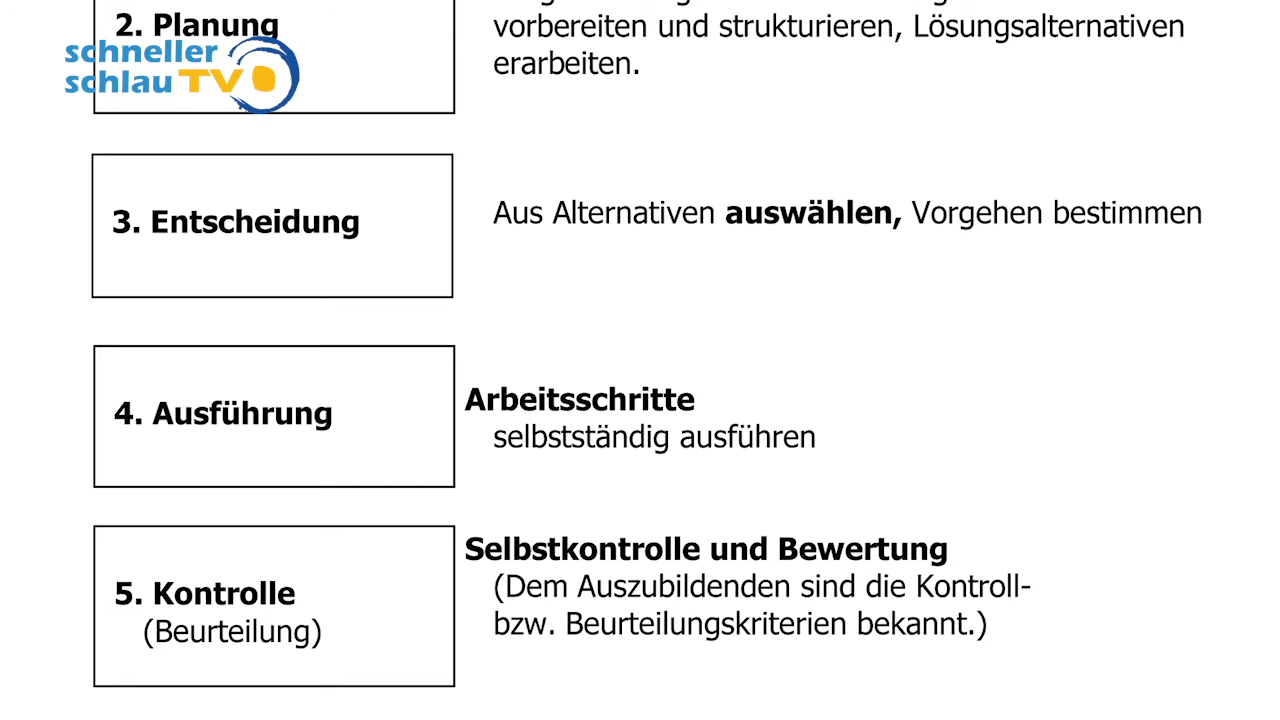 2. Planung
vorbereiten und strukturieren, Lösungsalternativen
erarbeiten.
schneller
schlau TV
3. Entscheidung
Aus Alternativen auswählen, Vorgehen bestimmen
4. Ausführung
Arbeitsschritte
selbstständig ausführen
5. Kontrolle
(Beurteilung)
Selbstkontrolle und Bewertung
(Dem Auszubildenden sind die Kontroll-
bzw. Beurteilungskriterien bekannt.)